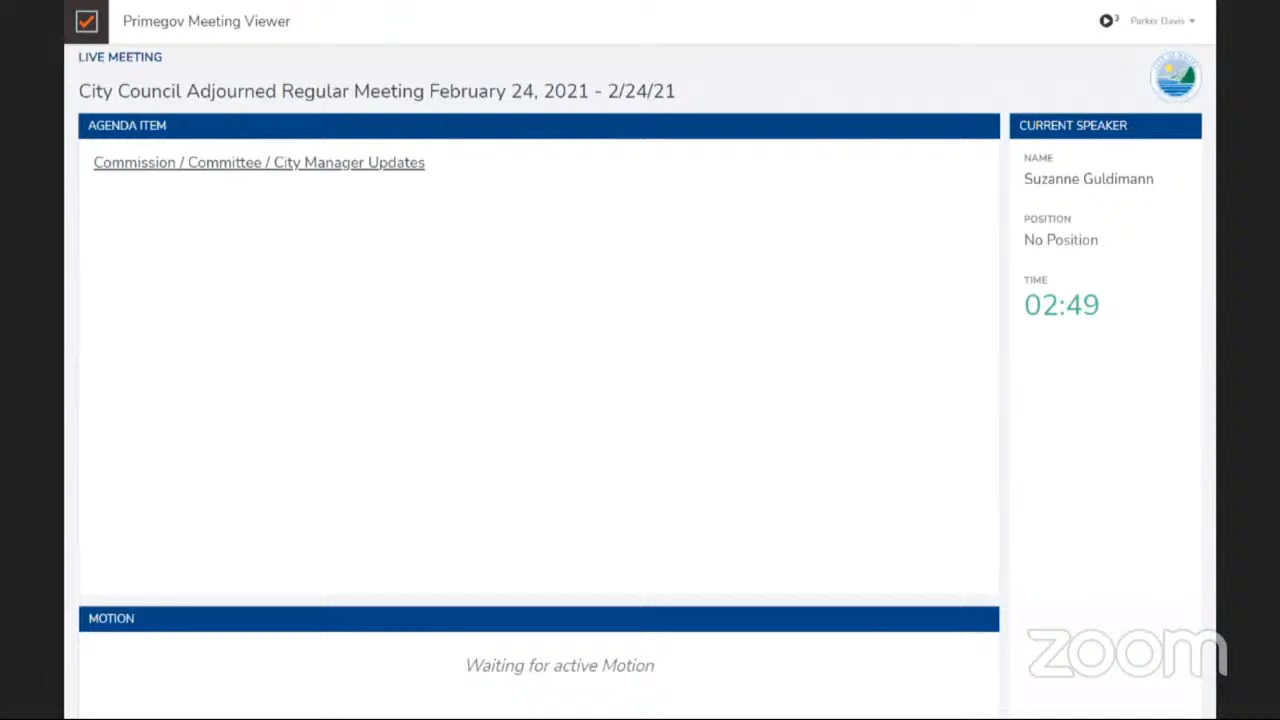 Primegov Meeting Viewer
3
Parker Davis
LIVE MEETING
City Council Adjourned Regular Meeting February 24, 2021 - 2/24/21
AGENDA ITEM
Commission / Committee / City Manager Updates
CURRENT SPEAKER
NAME
Suzanne Guldimann
POSITION
No Position
TIME
02:49
MOTION
Waiting for active Motion
zoom